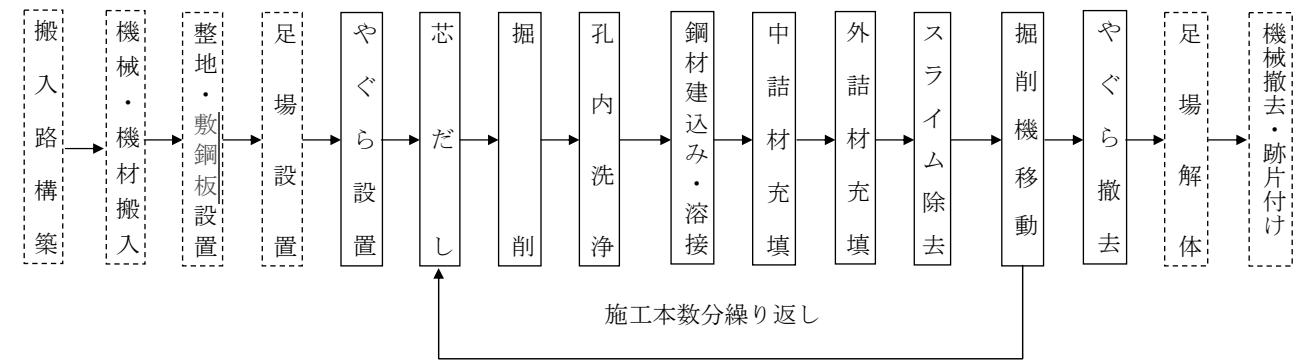 搬入路構築
機械・機材搬入
整地・敷鋼板設置
足場設置
やぐら設置
芯だし
掘削
孔内洗浄
鋼材建込み・溶接
中詰材充填
外詰材充填
スライム除去
掘削機移動
やぐら撤去
足場解体
機械撤去・跡片付け
施工本数分繰り返し